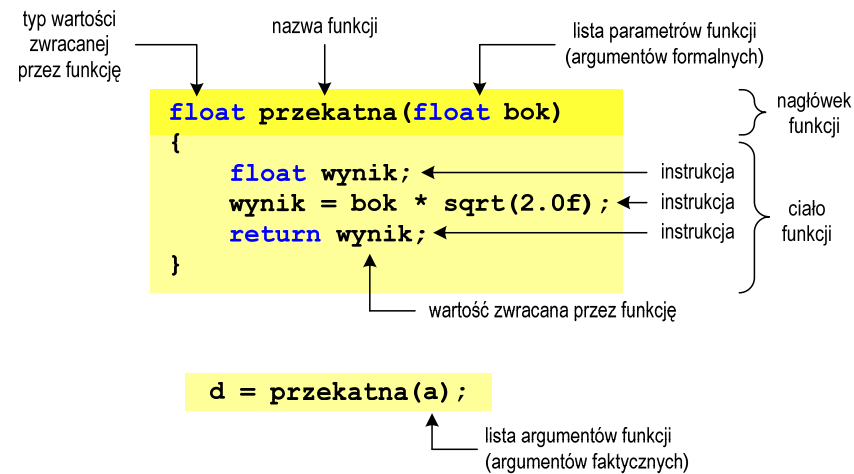 typ wartości
zwracanej
przez funkcję
nazwa funkcji
lista parametrów funkcji
(argumentów formalnych)
float przekatna(float bok)
nagłówek
funkcji
{
float wynik;
instrukcja
wynik = bok * sqrt(2.0f);
instrukcja
return wynik;
instrukcja
}
ciało
funkcji
wartość zwracana przez funkcję
d = przekatna(a);
lista argumentów funkcji
(argumentów faktycznych)